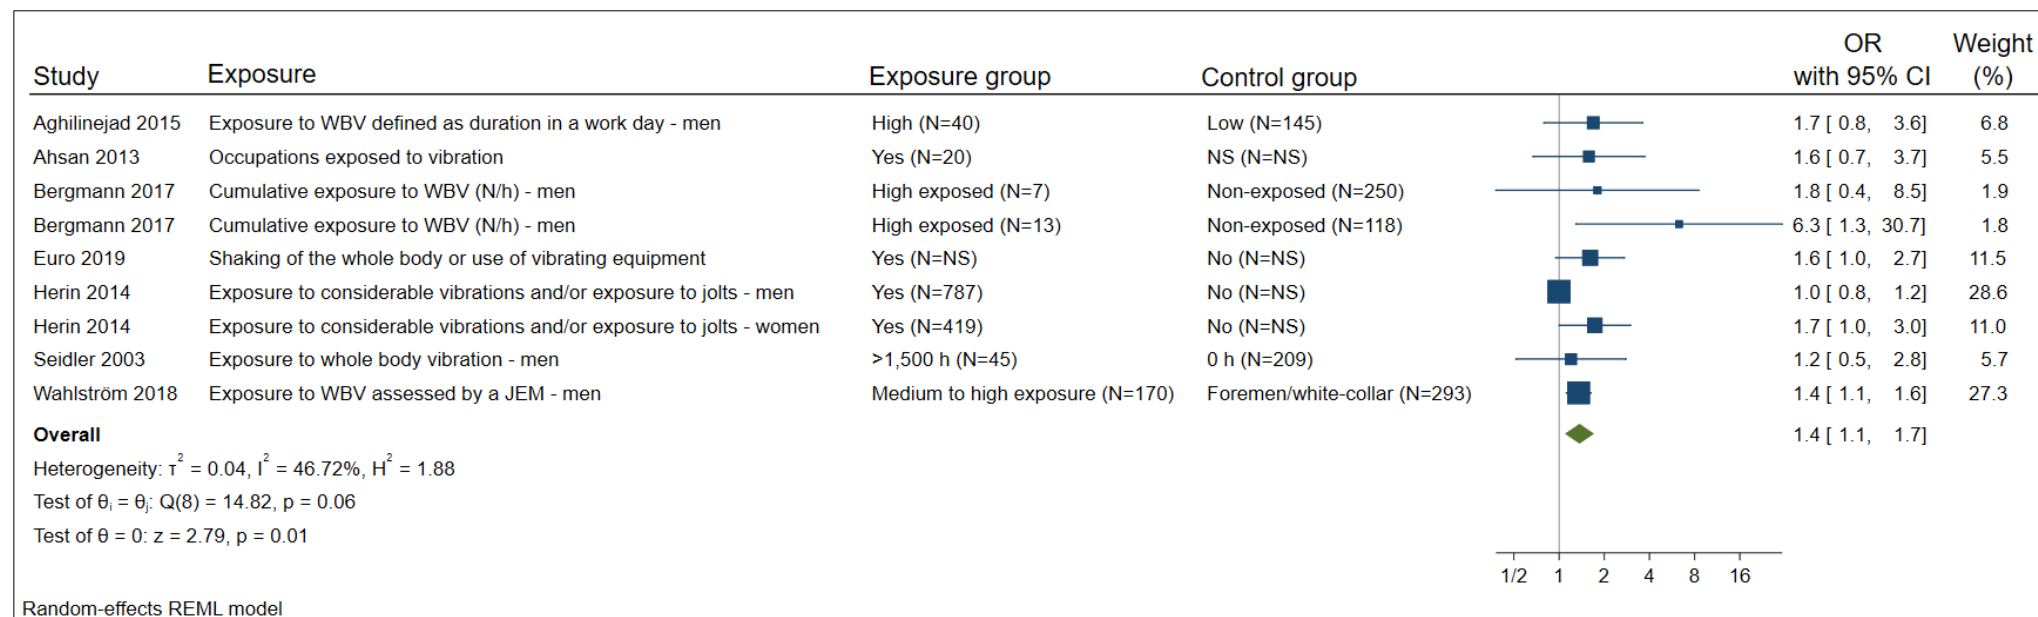 Study Exposure Exposure group Control group OR with 95% CI Weight (%)
Aghilinejad 2015 Exposure to WBV defined as duration in a work day - men High (N=40) Low (N=145) 1.7 [ 0.8, 3.6] 6.8
Ahsan 2013 Occupations exposed to vibration Yes (N=20) NS (N=NS) 1.6 [ 0.7, 3.7] 5.5
Bergmann 2017 Cumulative exposure to WBV (N/h) - men High exposed (N=7) Non-exposed (N=250) 1.8 [ 0.4, 8.5] 1.9
Bergmann 2017 Cumulative exposure to WBV (N/h) - men High exposed (N=13) Non-exposed (N=118) 6.3 [ 1.3, 30.7] 1.8
Euro 2019 Shaking of the whole body or use of vibrating equipment Yes (N=NS) No (N=NS) 1.6 [ 1.0, 2.7] 11.5
Herin 2014 Exposure to considerable vibrations and/or exposure to jolts - men Yes (N=787) No (N=NS) 1.0 [ 0.8, 1.2] 28.6
Herin 2014 Exposure to considerable vibrations and/or exposure to jolts - women Yes (N=419) No (N=NS) 1.7 [ 1.0, 3.0] 11.0
Seidler 2003 Exposure to whole body vibration - men >1,500 h (N=45) 0 h (N=209) 1.2 [ 0.5, 2.8] 5.7
Wahlström 2018 Exposure to WBV assessed by a JEM - men Medium to high exposure (N=170) Foremen/white-collar (N=293) 1.4 [ 1.1, 1.6] 27.3
Overall 1.4 [ 1.1, 1.7]
Heterogeneity: τ² = 0.04, I² = 46.72%, H² = 1.88
Test of θᵢ = θⱼ: Q(8) = 14.82, p = 0.06
Test of θ = 0: z = 2.79, p = 0.01
1/2 1 2 4 8 16
Random-effects REML model